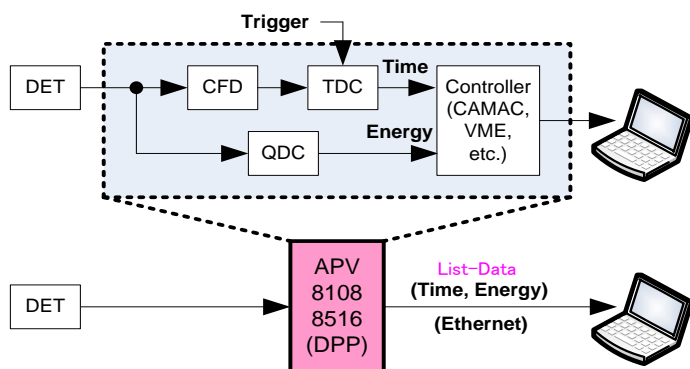 Trigger
DET
CFD
TDC
Time
Controller
(CAMAC,
VME,
etc.)
QDC
Energy
DET
APV
8108
8516
(DPP)
List-Data
(Time, Energy)
(Ethernet)